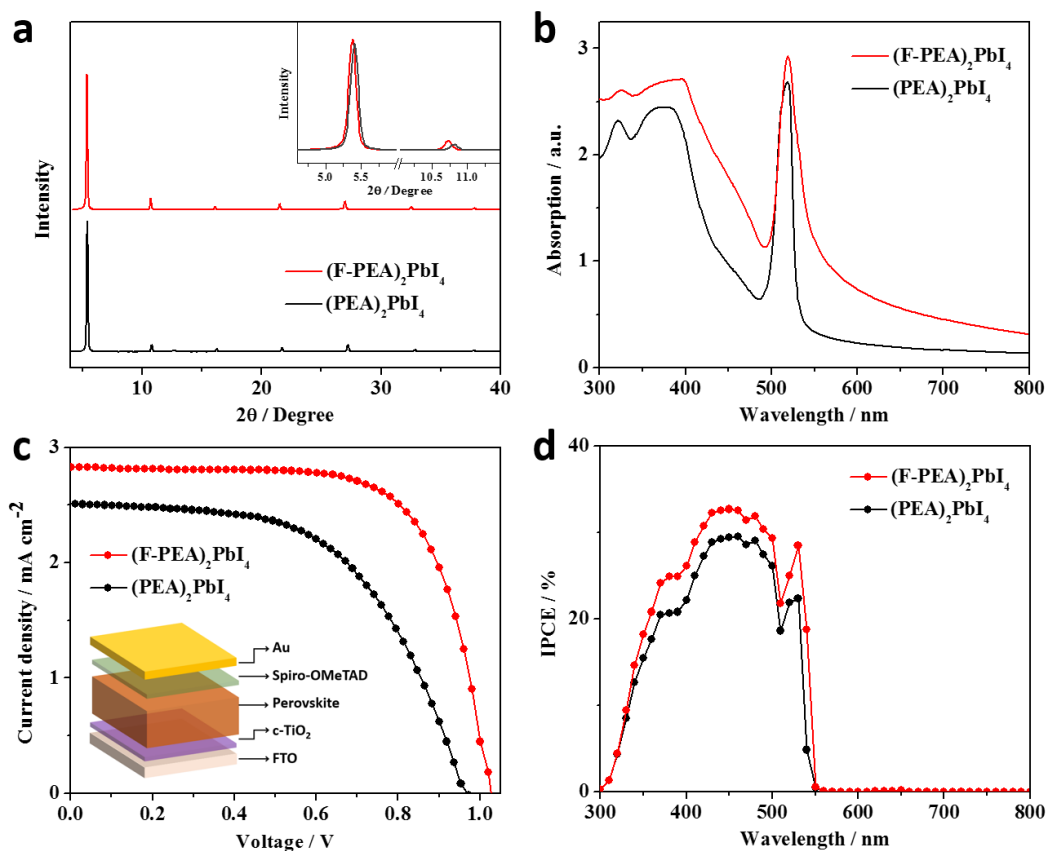 a
Intensity
(F-PEA)₂PbI₄
(PEA)₂PbI₄
10 20 30 40
2θ / Degree
Intensity
5.0 5.5 10.5 11.0
2θ / Degree
b
Absorption / a.u.
3
2
1
0
(F-PEA)₂PbI₄
(PEA)₂PbI₄
300 400 500 600 700 800
Wavelength / nm
c
Current density / mA cm⁻²
3
2
1
0
(F-PEA)₂PbI₄
(PEA)₂PbI₄
Au
Spiro-OMeTAD
Perovskite
c-TiO₂
FTO
0.0 0.2 0.4 0.6 0.8 1.0
Voltage / V
d
IPCE / %
40
20
0
(F-PEA)₂PbI₄
(PEA)₂PbI₄
300 400 500 600 700 800
Wavelength / nm